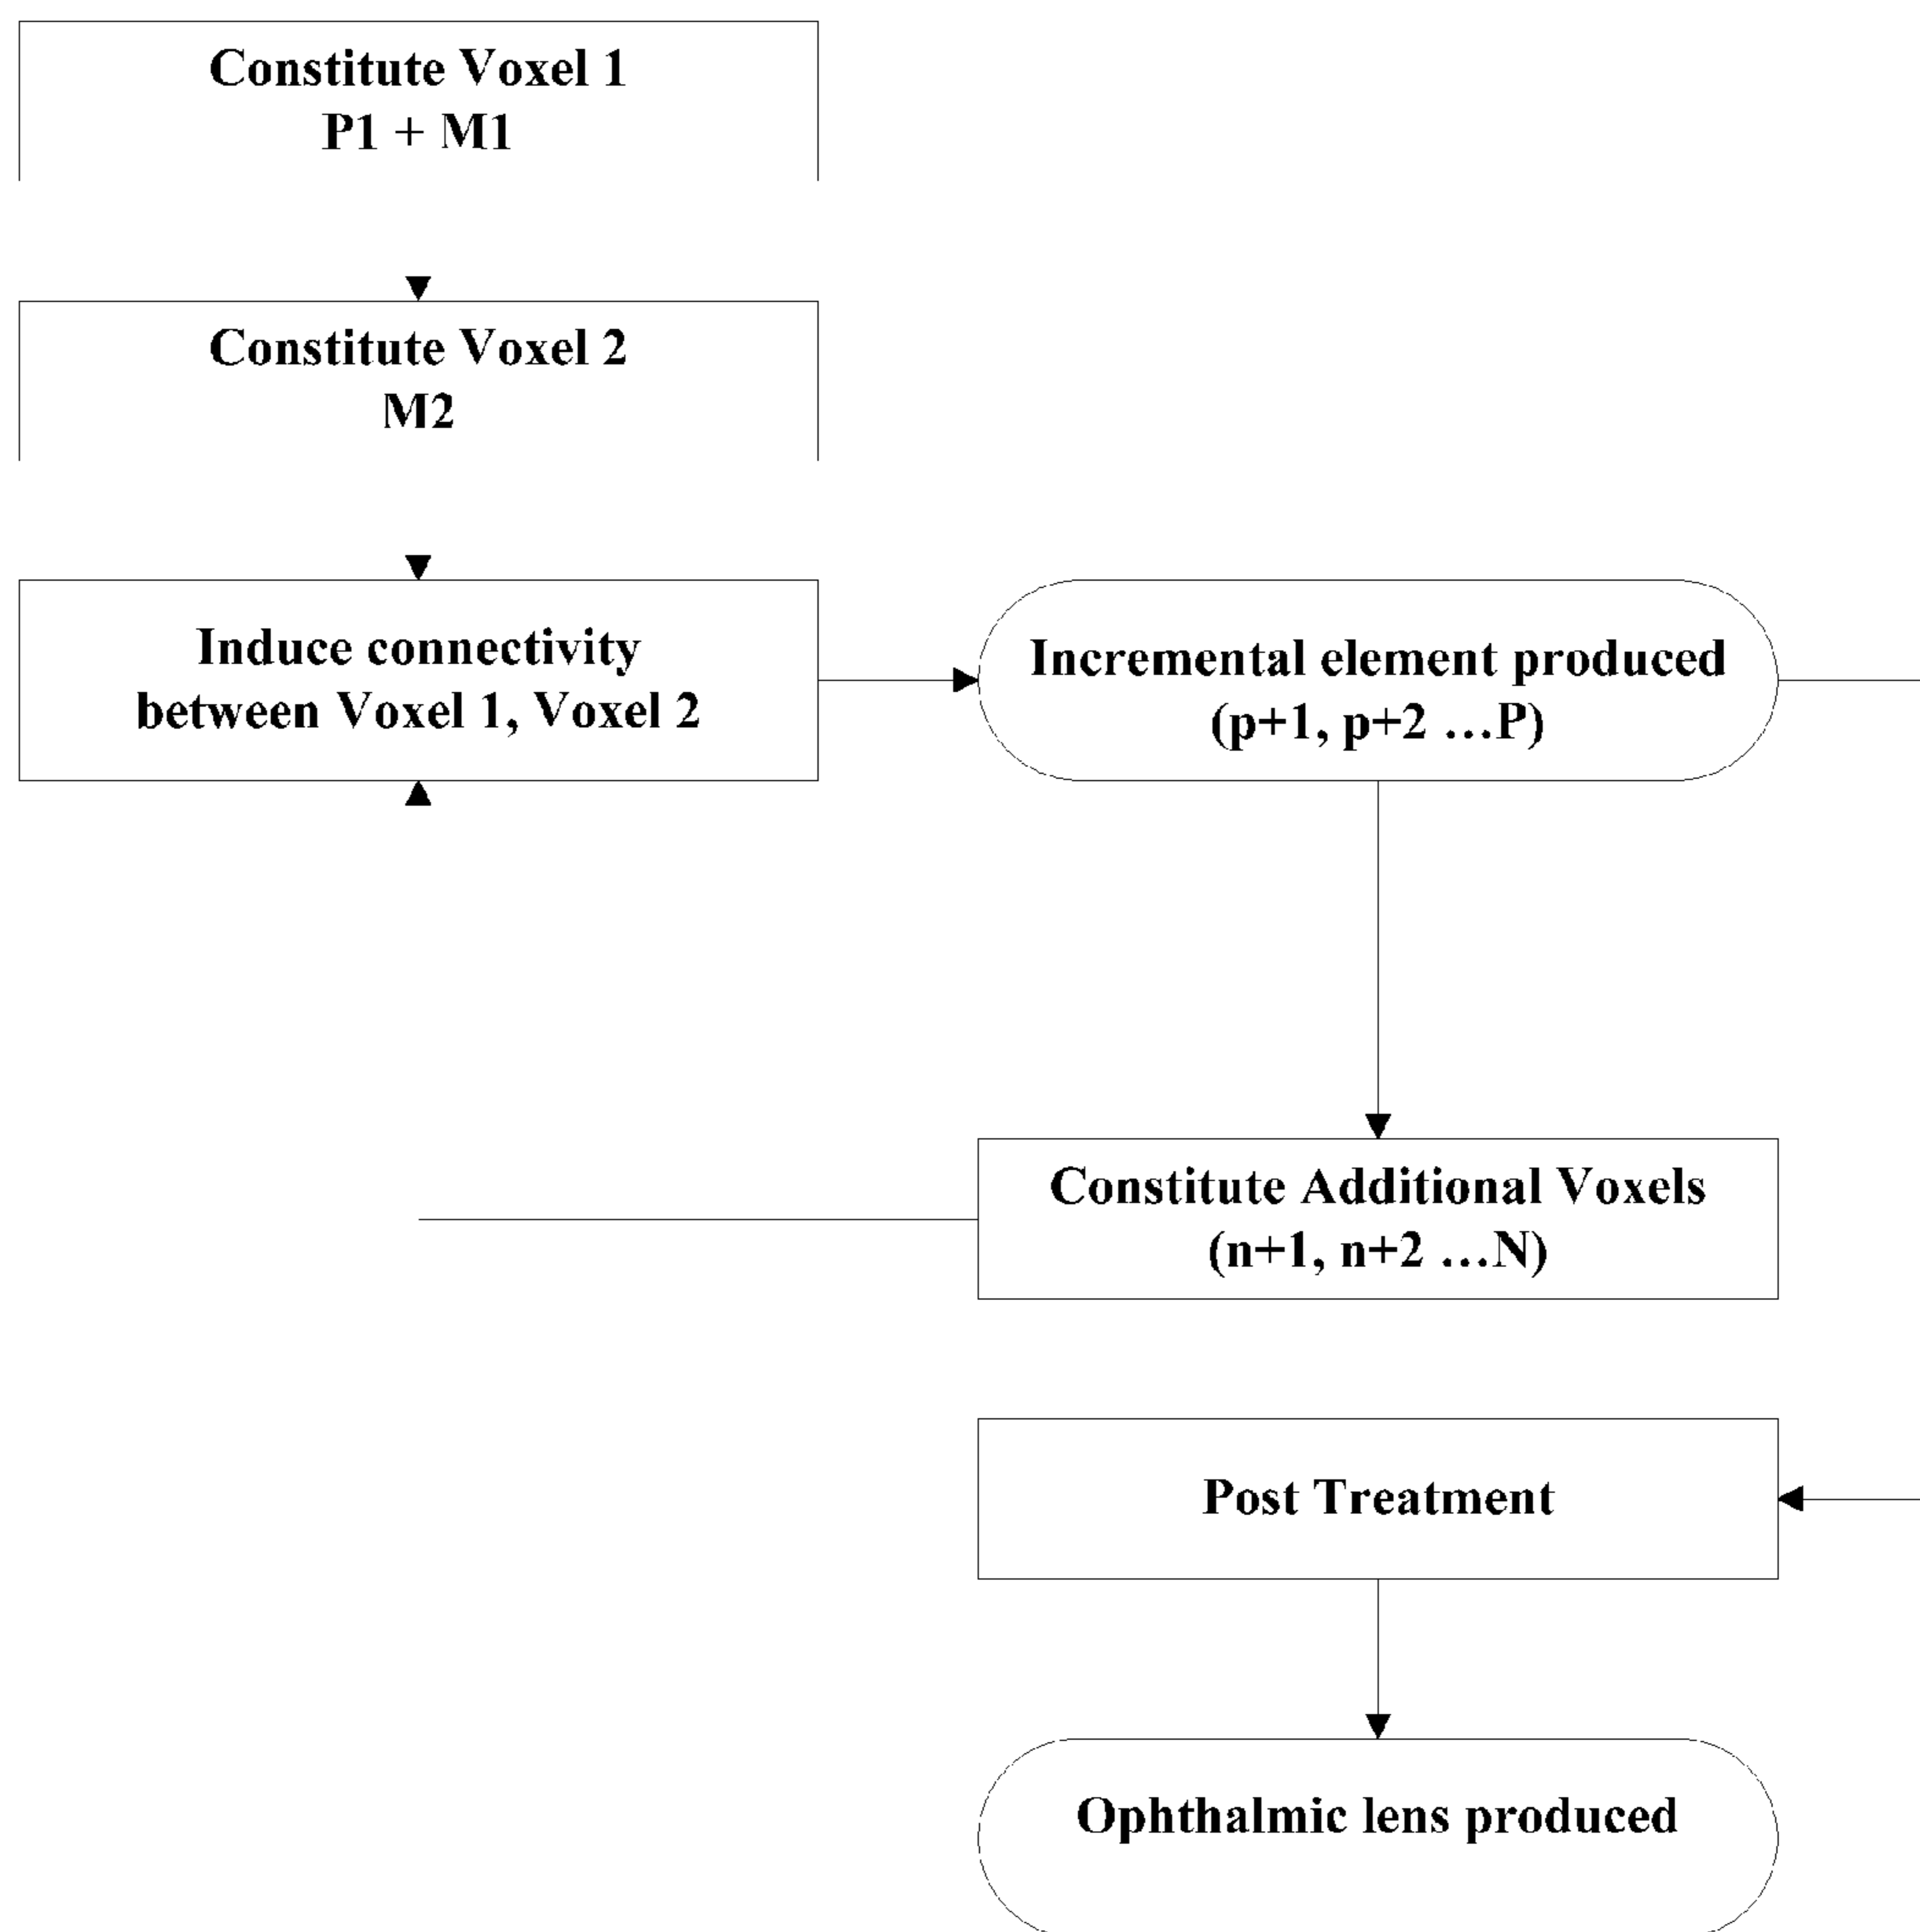 Constitute Voxel 1
P1 + M1
Constitute Voxel 2
M2
Induce connectivity
between Voxel 1, Voxel 2
Incremental element produced
(p+1, p+2 …P)
Constitute Additional Voxels
(n+1, n+2 …N)
Post Treatment
Ophthalmic lens produced